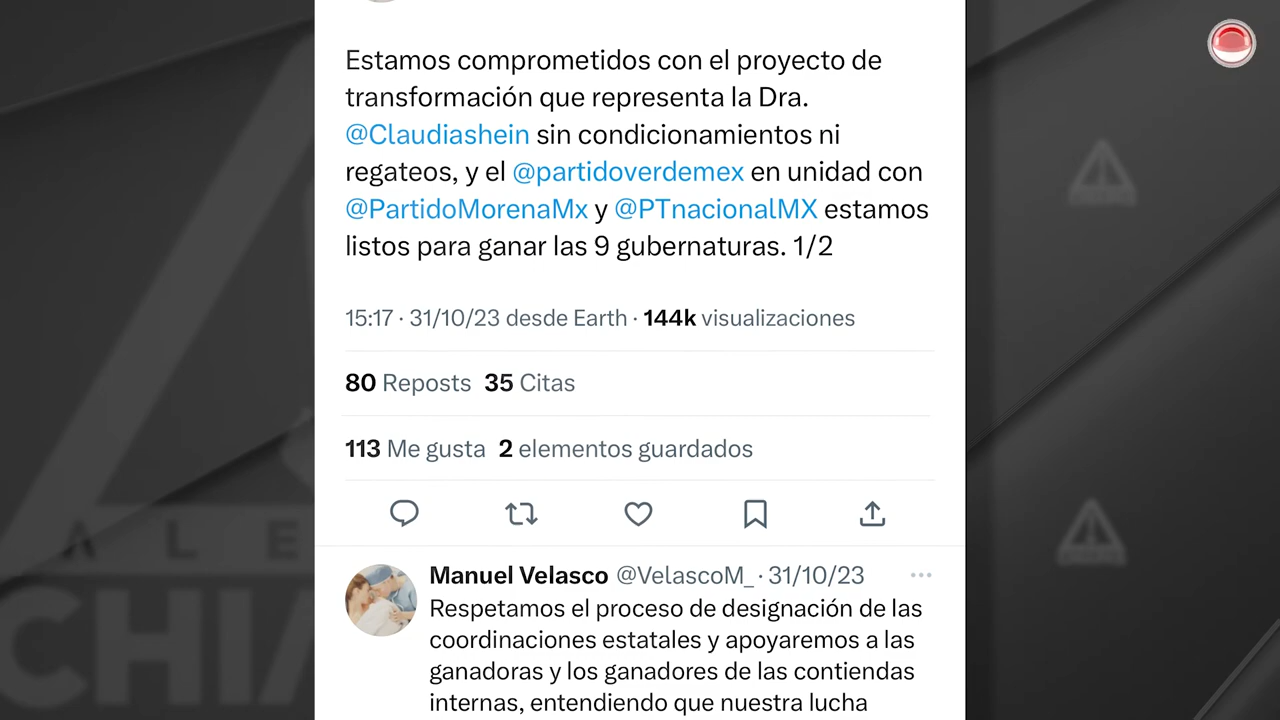 Estamos comprometidos con el proyecto de
transformación que representa la Dra.
@Claudiashein sin condicionamientos ni
regateos, y el @partidoverdemex en unidad con
@PartidoMorenaMx y @PTnacionalMX estamos
listos para ganar las 9 gubernaturas. 1/2
15:17 · 31/10/23 desde Earth · 144k visualizaciones
80 Reposts 35 Citas
113 Me gusta 2 elementos guardados
Manuel Velasco @VelascoM_ · 31/10/23
Respetamos el proceso de designación de las
coordinaciones estatales y apoyaremos a las
ganadoras y los ganadores de las contiendas
internas, entendiendo que nuestra lucha
ALE
CHIA